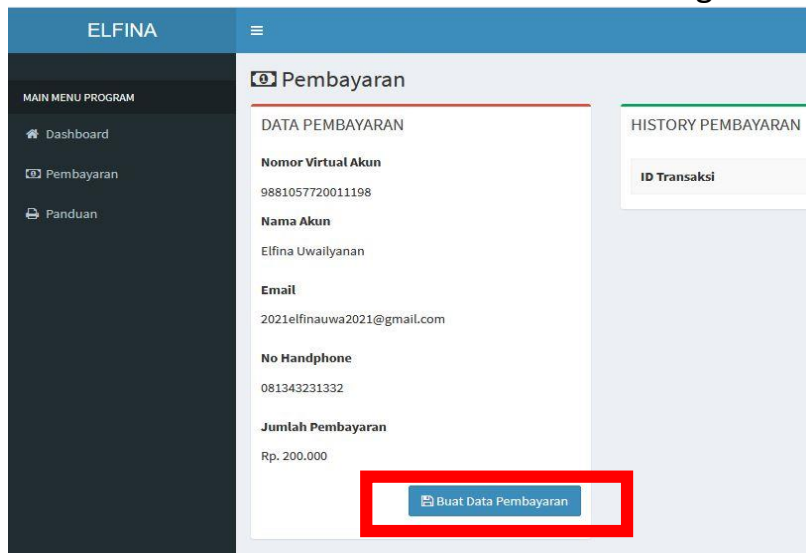 ELFINA
MAIN MENU PROGRAM
Dashboard
Pembayaran
Panduan
Pembayaran
DATA PEMBAYARAN
Nomor Virtual Akun
9881057720011198
Nama Akun
Elfina Uwailyanan
Email
2021elfinauwa2021@gmail.com
No Handphone
081343231332
Jumlah Pembayaran
Rp. 200.000
Buat Data Pembayaran
HISTORY PEMBAYARAN
ID Transaksi